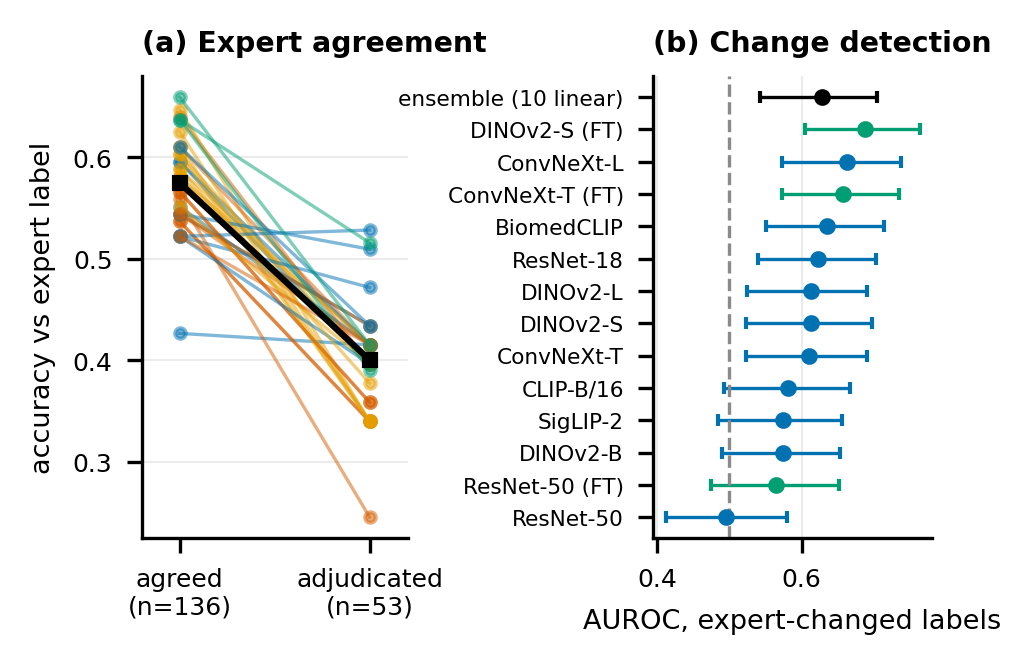 (a) Expert agreement
accuracy vs expert label
0.6
0.5
0.4
0.3
agreed
(n=136)
adjudicated
(n=53)
(b) Change detection
ensemble (10 linear)
DINOv2-S (FT)
ConvNeXt-L
ConvNeXt-T (FT)
BiomedCLIP
ResNet-18
DINOv2-L
DINOv2-S
ConvNeXt-T
CLIP-B/16
SigLIP-2
DINOv2-B
ResNet-50 (FT)
ResNet-50
0.4
0.6
AUROC, expert-changed labels